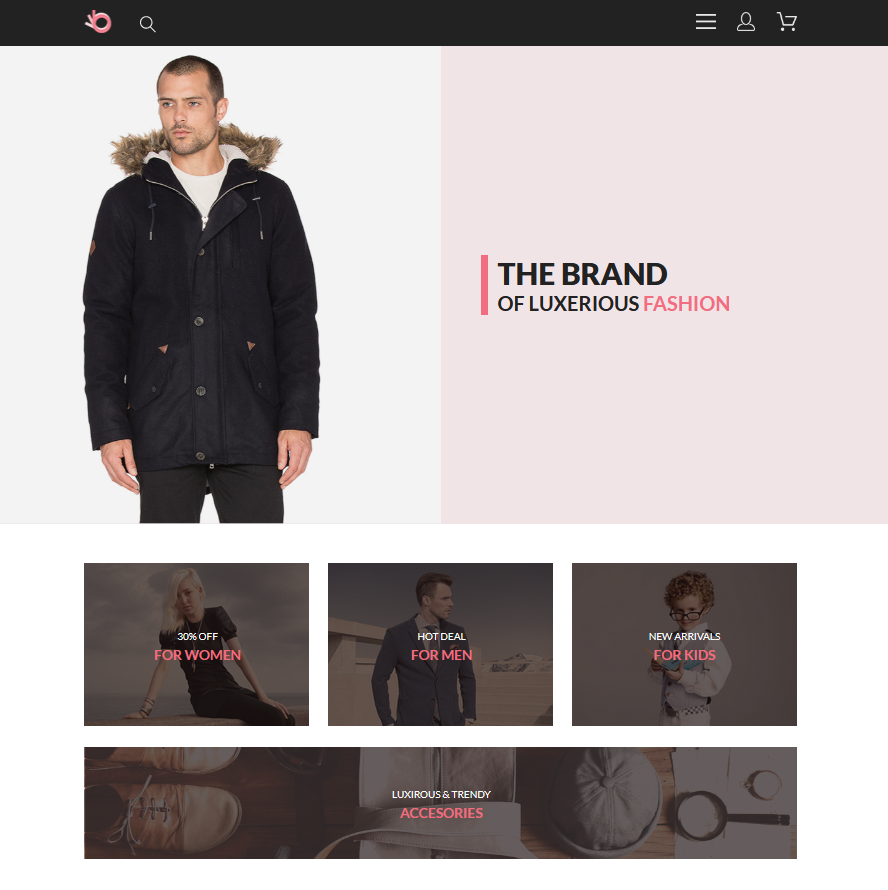 THE BRAND
OF LUXERIOUS FASHION
30% OFF
FOR WOMEN
HOT DEAL
FOR MEN
NEW ARRIVALS
FOR KIDS
LUXIROUS & TRENDY
ACCESORIES